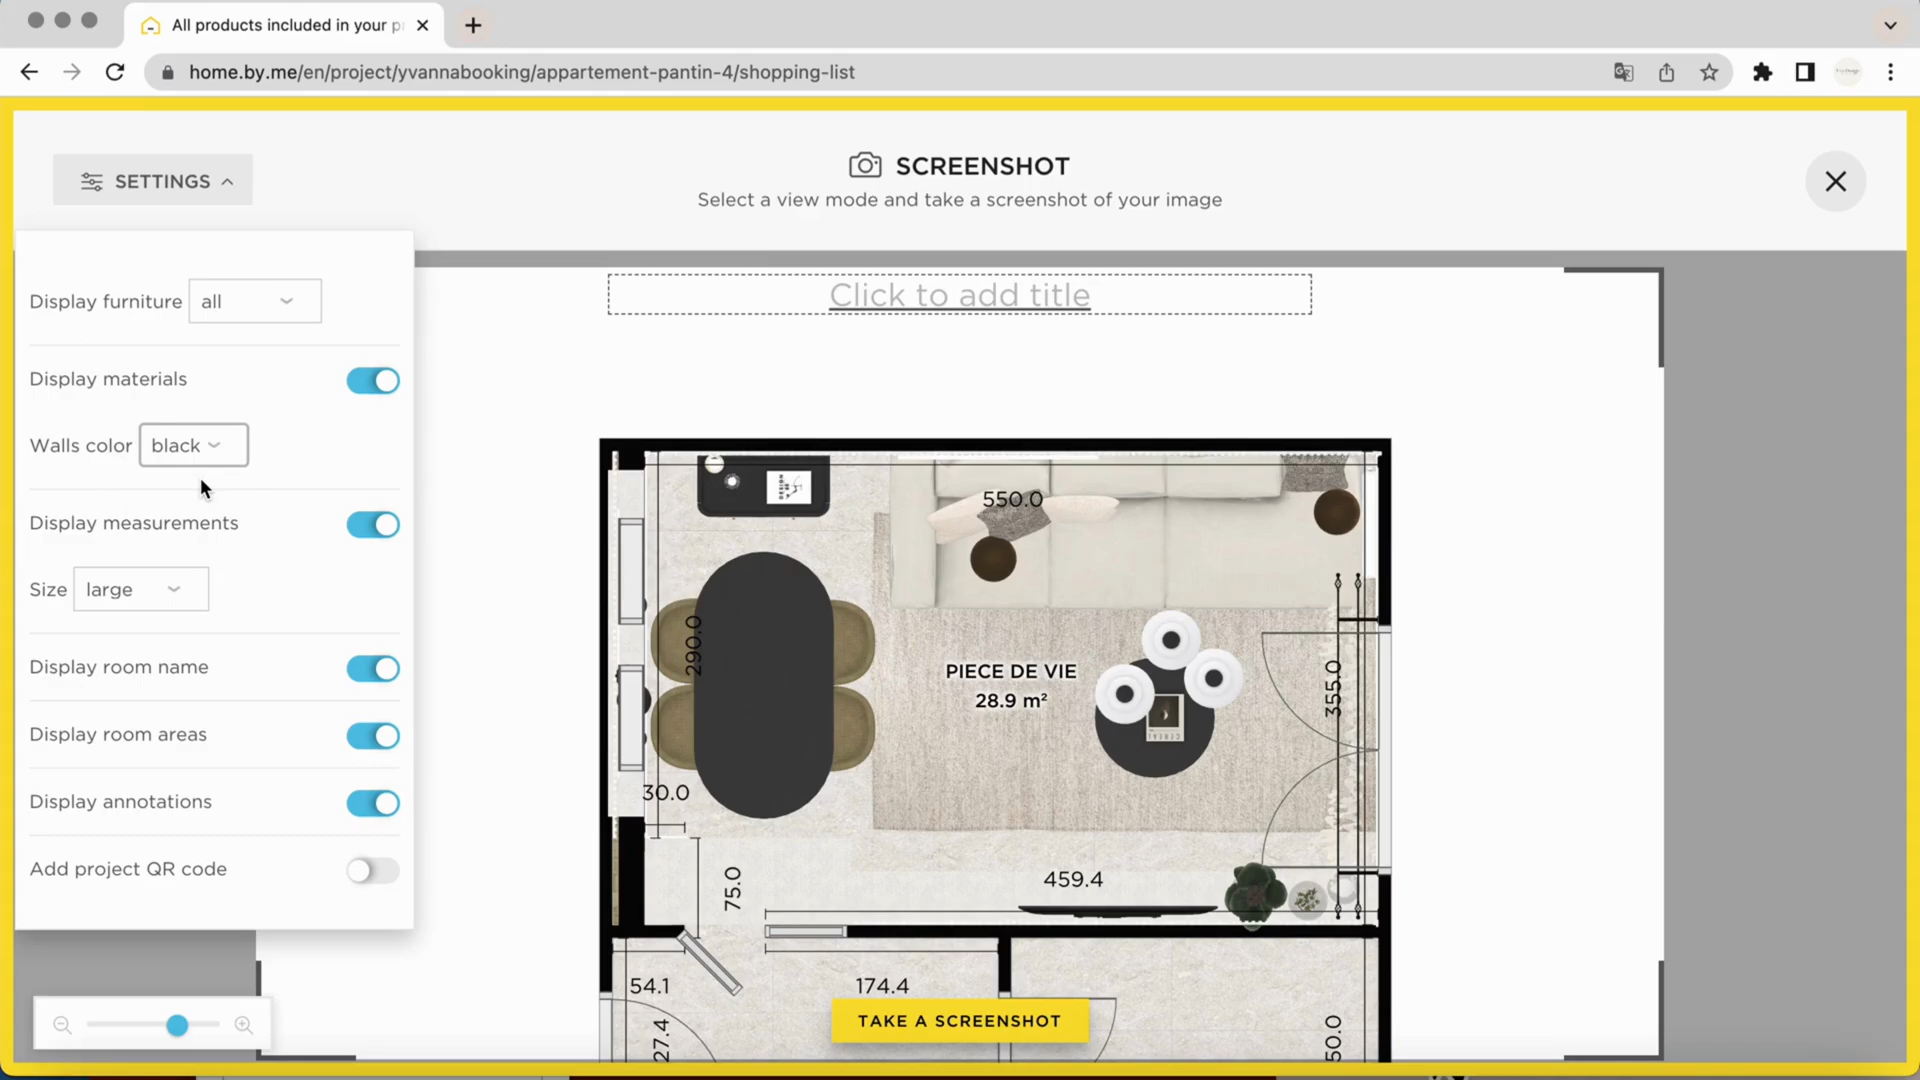 All products included in your p
home.by.me/en/project/yvannabooking/appartement-pantin-4/shopping-list
SETTINGS
SCREENSHOT
Select a view mode and take a screenshot of your image
Click to add title
Display furniture all
Display materials
Walls color black
Display measurements
Size large
Display room name
Display room areas
Display annotations
Add project QR code
550.0
290.0
PIECE DE VIE
28.9 m²
355.0
30.0
75.0
459.4
54.1
174.4
27.4
50.0
TAKE A SCREENSHOT